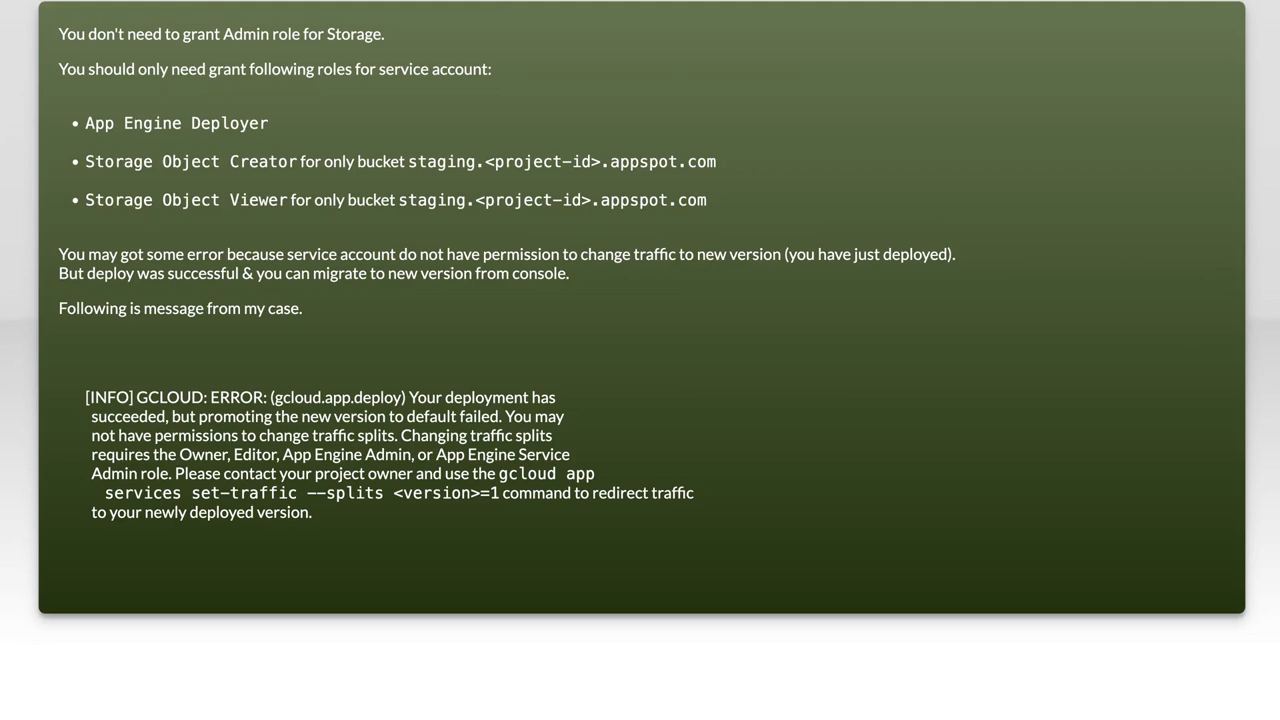 You don't need to grant Admin role for Storage.
You should only need grant following roles for service account:
• App Engine Deployer
• Storage Object Creator for only bucket staging.<project-id>.appspot.com
• Storage Object Viewer for only bucket staging.<project-id>.appspot.com
You may got some error because service account do not have permission to change traffic to new version (you have just deployed).
But deploy was successful & you can migrate to new version from console.
Following is message from my case.
[INFO] GCLOUD: ERROR: (gcloud.app.deploy) Your deployment has
succeeded, but promoting the new version to default failed. You may
not have permissions to change traffic splits. Changing traffic splits
requires the Owner, Editor, App Engine Admin, or App Engine Service
Admin role. Please contact your project owner and use the gcloud app
services set-traffic --splits <version>=1 command to redirect traffic
to your newly deployed version.